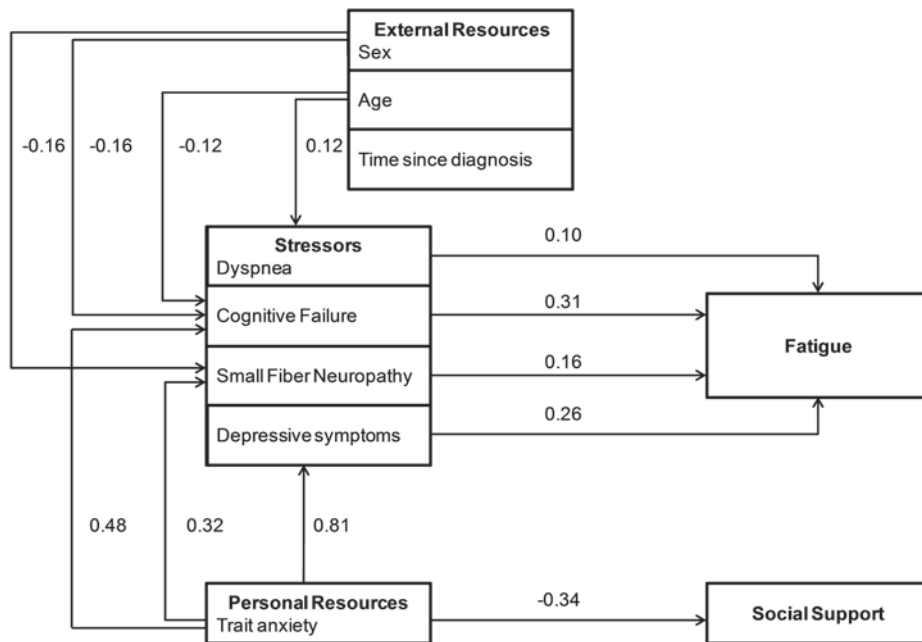 External Resources
Sex
Age
Time since diagnosis
-0.16
-0.16
-0.12
0.12
Stressors
Dyspnea
Cognitive Failure
Small Fiber Neuropathy
Depressive symptoms
0.10
0.31
0.16
0.26
Fatigue
0.48
0.32
0.81
Personal Resources
Trait anxiety
-0.34
Social Support